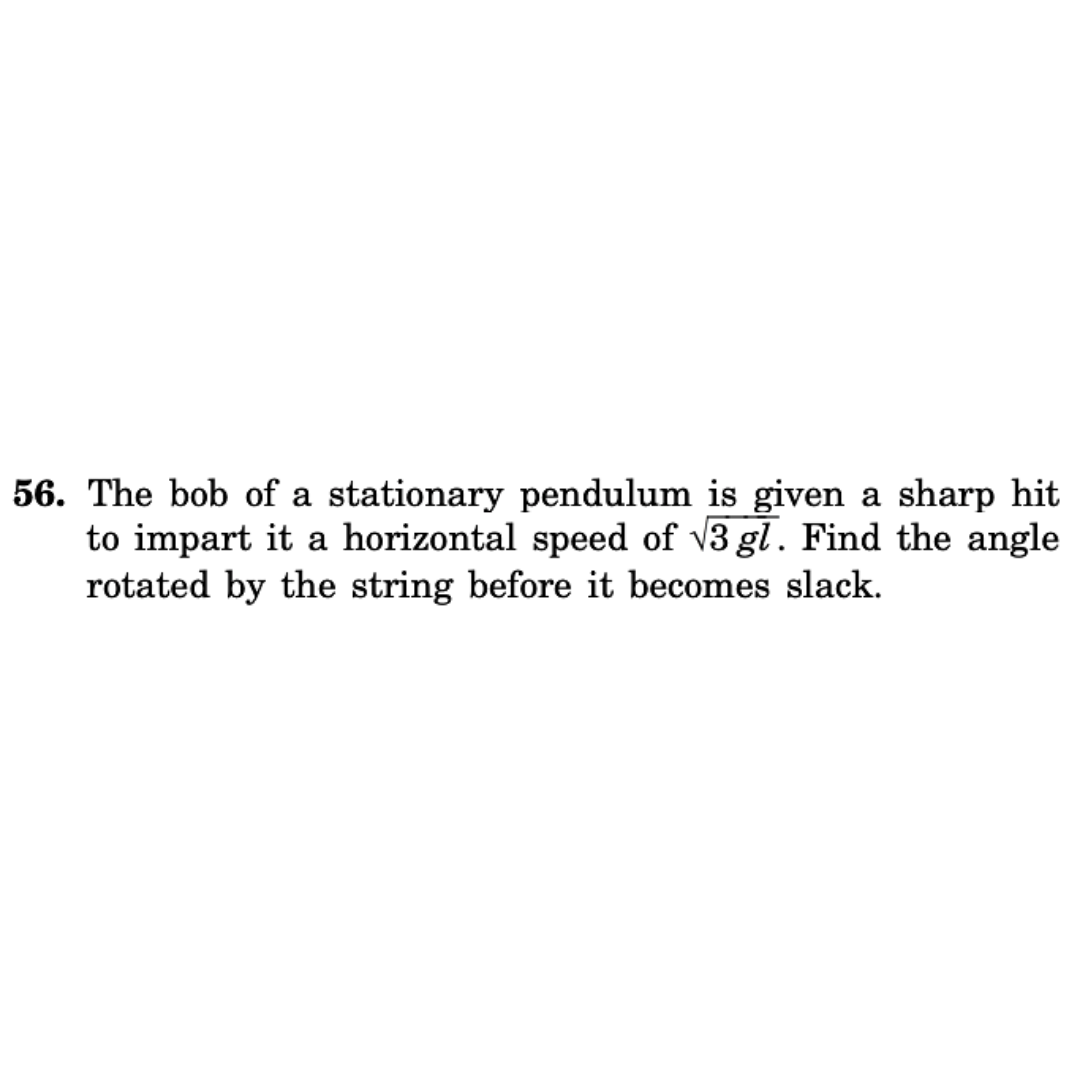 56. The bob of a stationary pendulum is given a sharp hit
to impart it a horizontal speed of √3 gl. Find the angle
rotated by the string before it becomes slack.